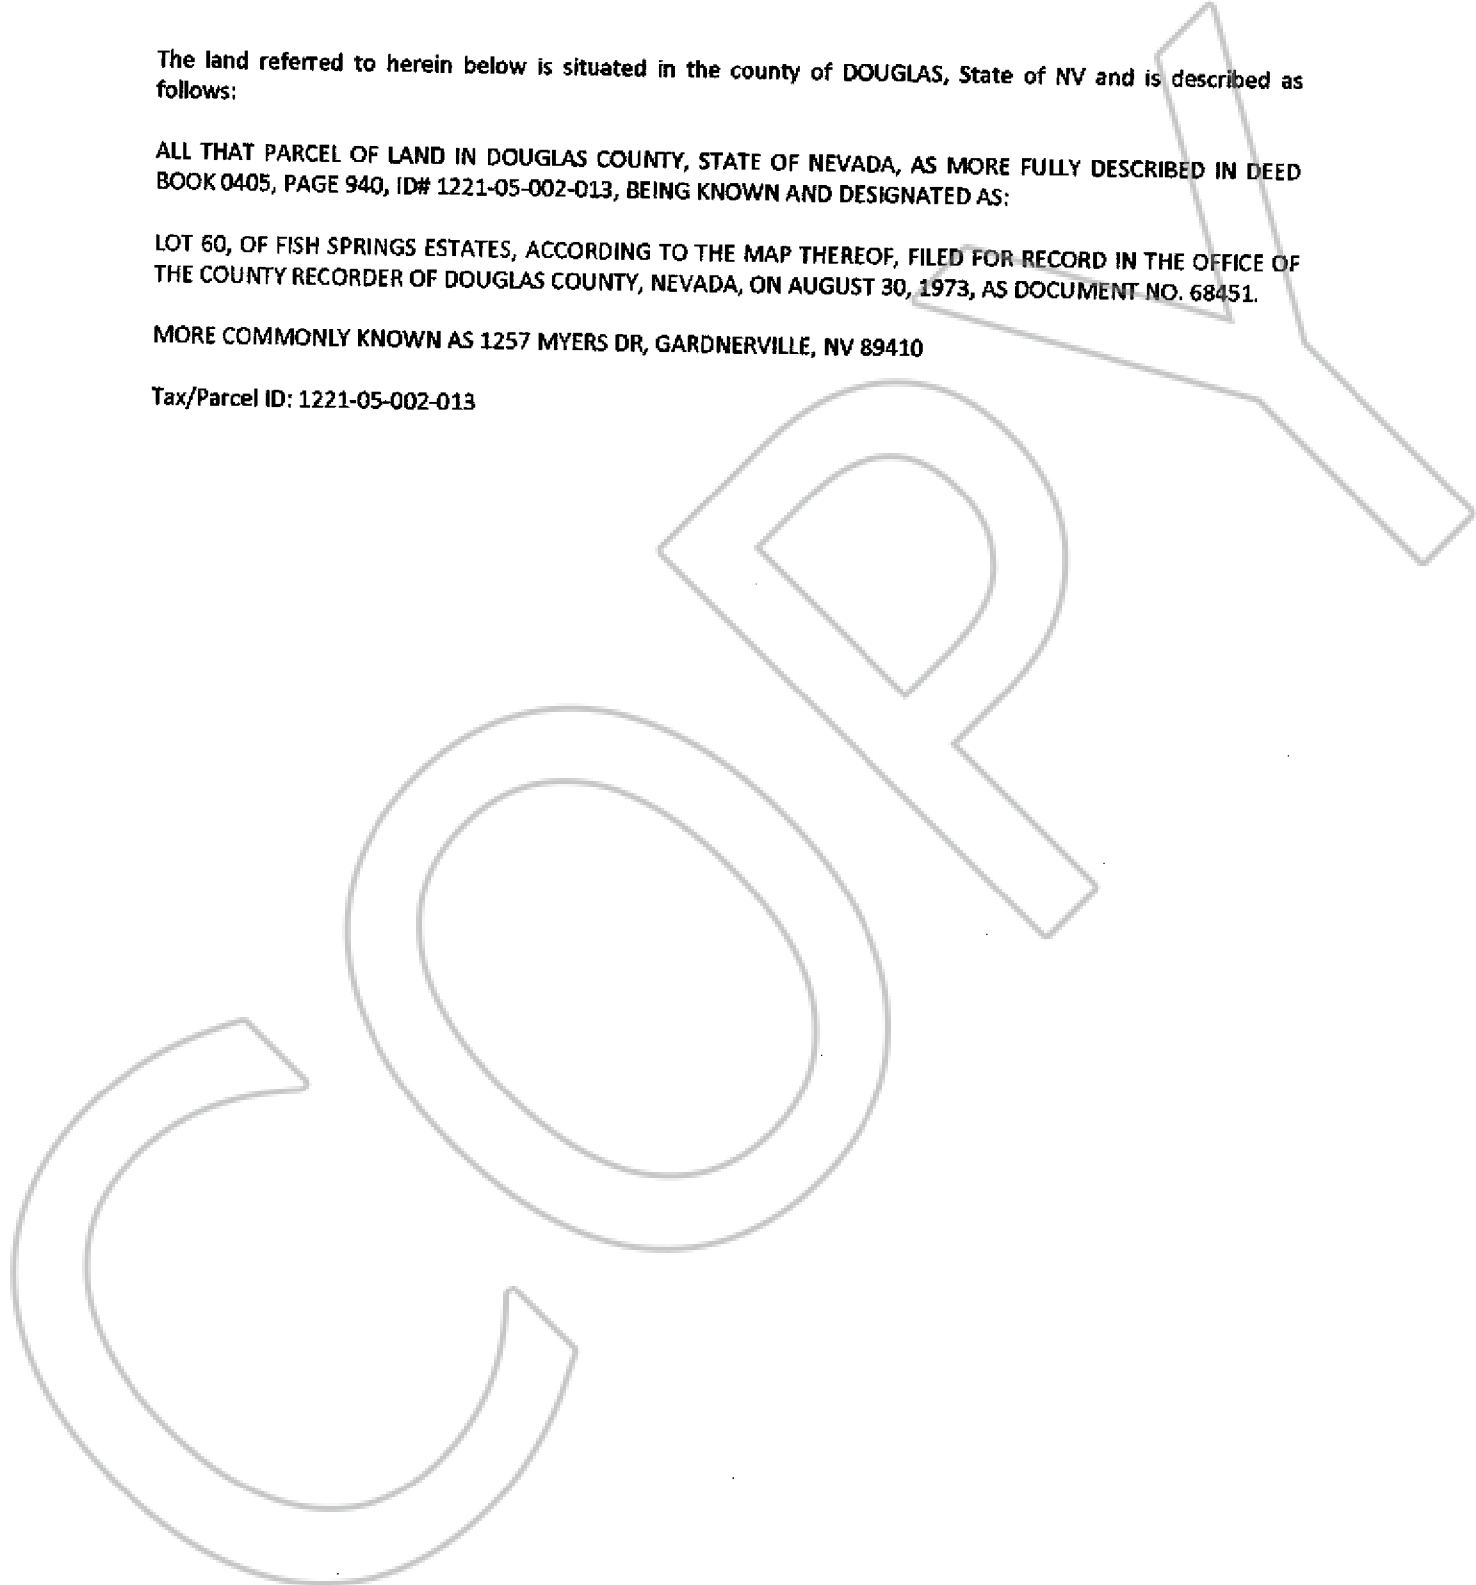 The land referred to herein below is situated in the county of DOUGLAS, State of NV and is described as
follows:
ALL THAT PARCEL OF LAND IN DOUGLAS COUNTY, STATE OF NEVADA, AS MORE FULLY DESCRIBED IN DEED
BOOK 0405, PAGE 940, ID# 1221-05-002-013, BEING KNOWN AND DESIGNATED AS:
LOT 60, OF FISH SPRINGS ESTATES, ACCORDING TO THE MAP THEREOF, FILED FOR RECORD IN THE OFFICE OF
THE COUNTY RECORDER OF DOUGLAS COUNTY, NEVADA, ON AUGUST 30, 1973, AS DOCUMENT NO. 68451.
MORE COMMONLY KNOWN AS 1257 MYERS DR, GARDNERVILLE, NV 89410
Tax/Parcel ID: 1221-05-002-013
COPY